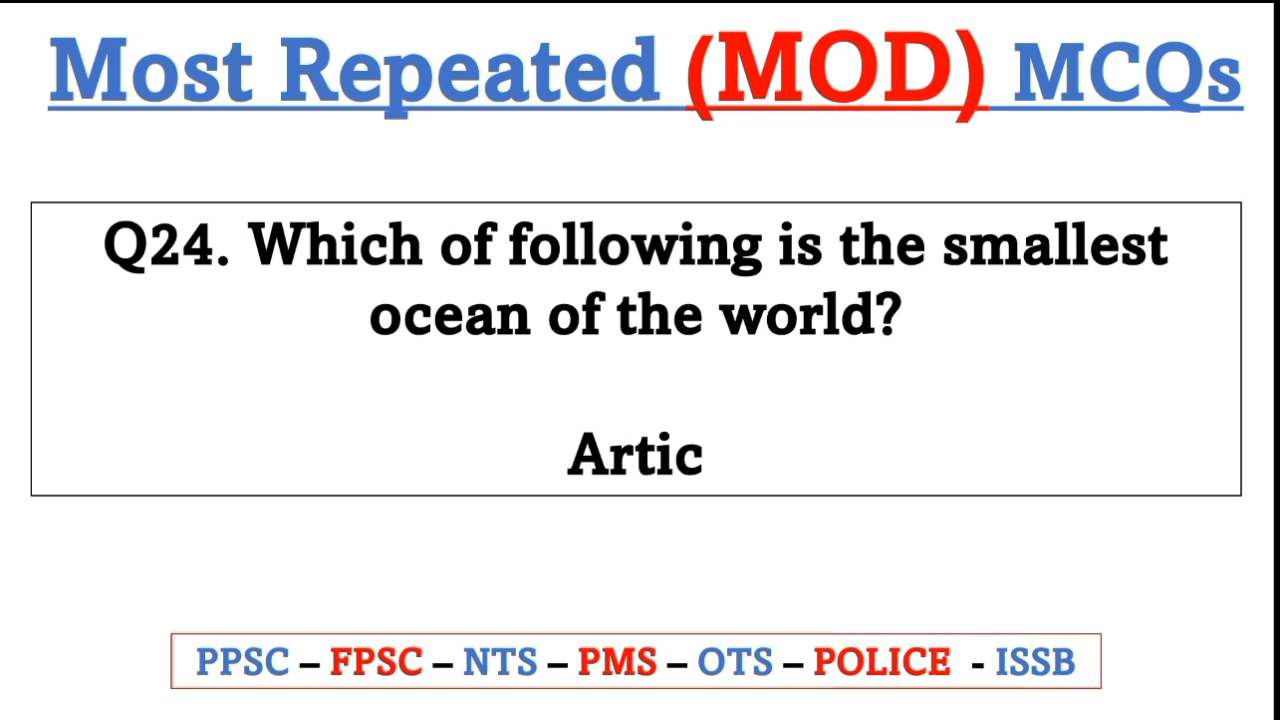 Most Repeated (MOD) MCQs
Q24. Which of following is the smallest
ocean of the world?
Artic
PPSC – FPSC – NTS – PMS – OTS – POLICE - ISSB